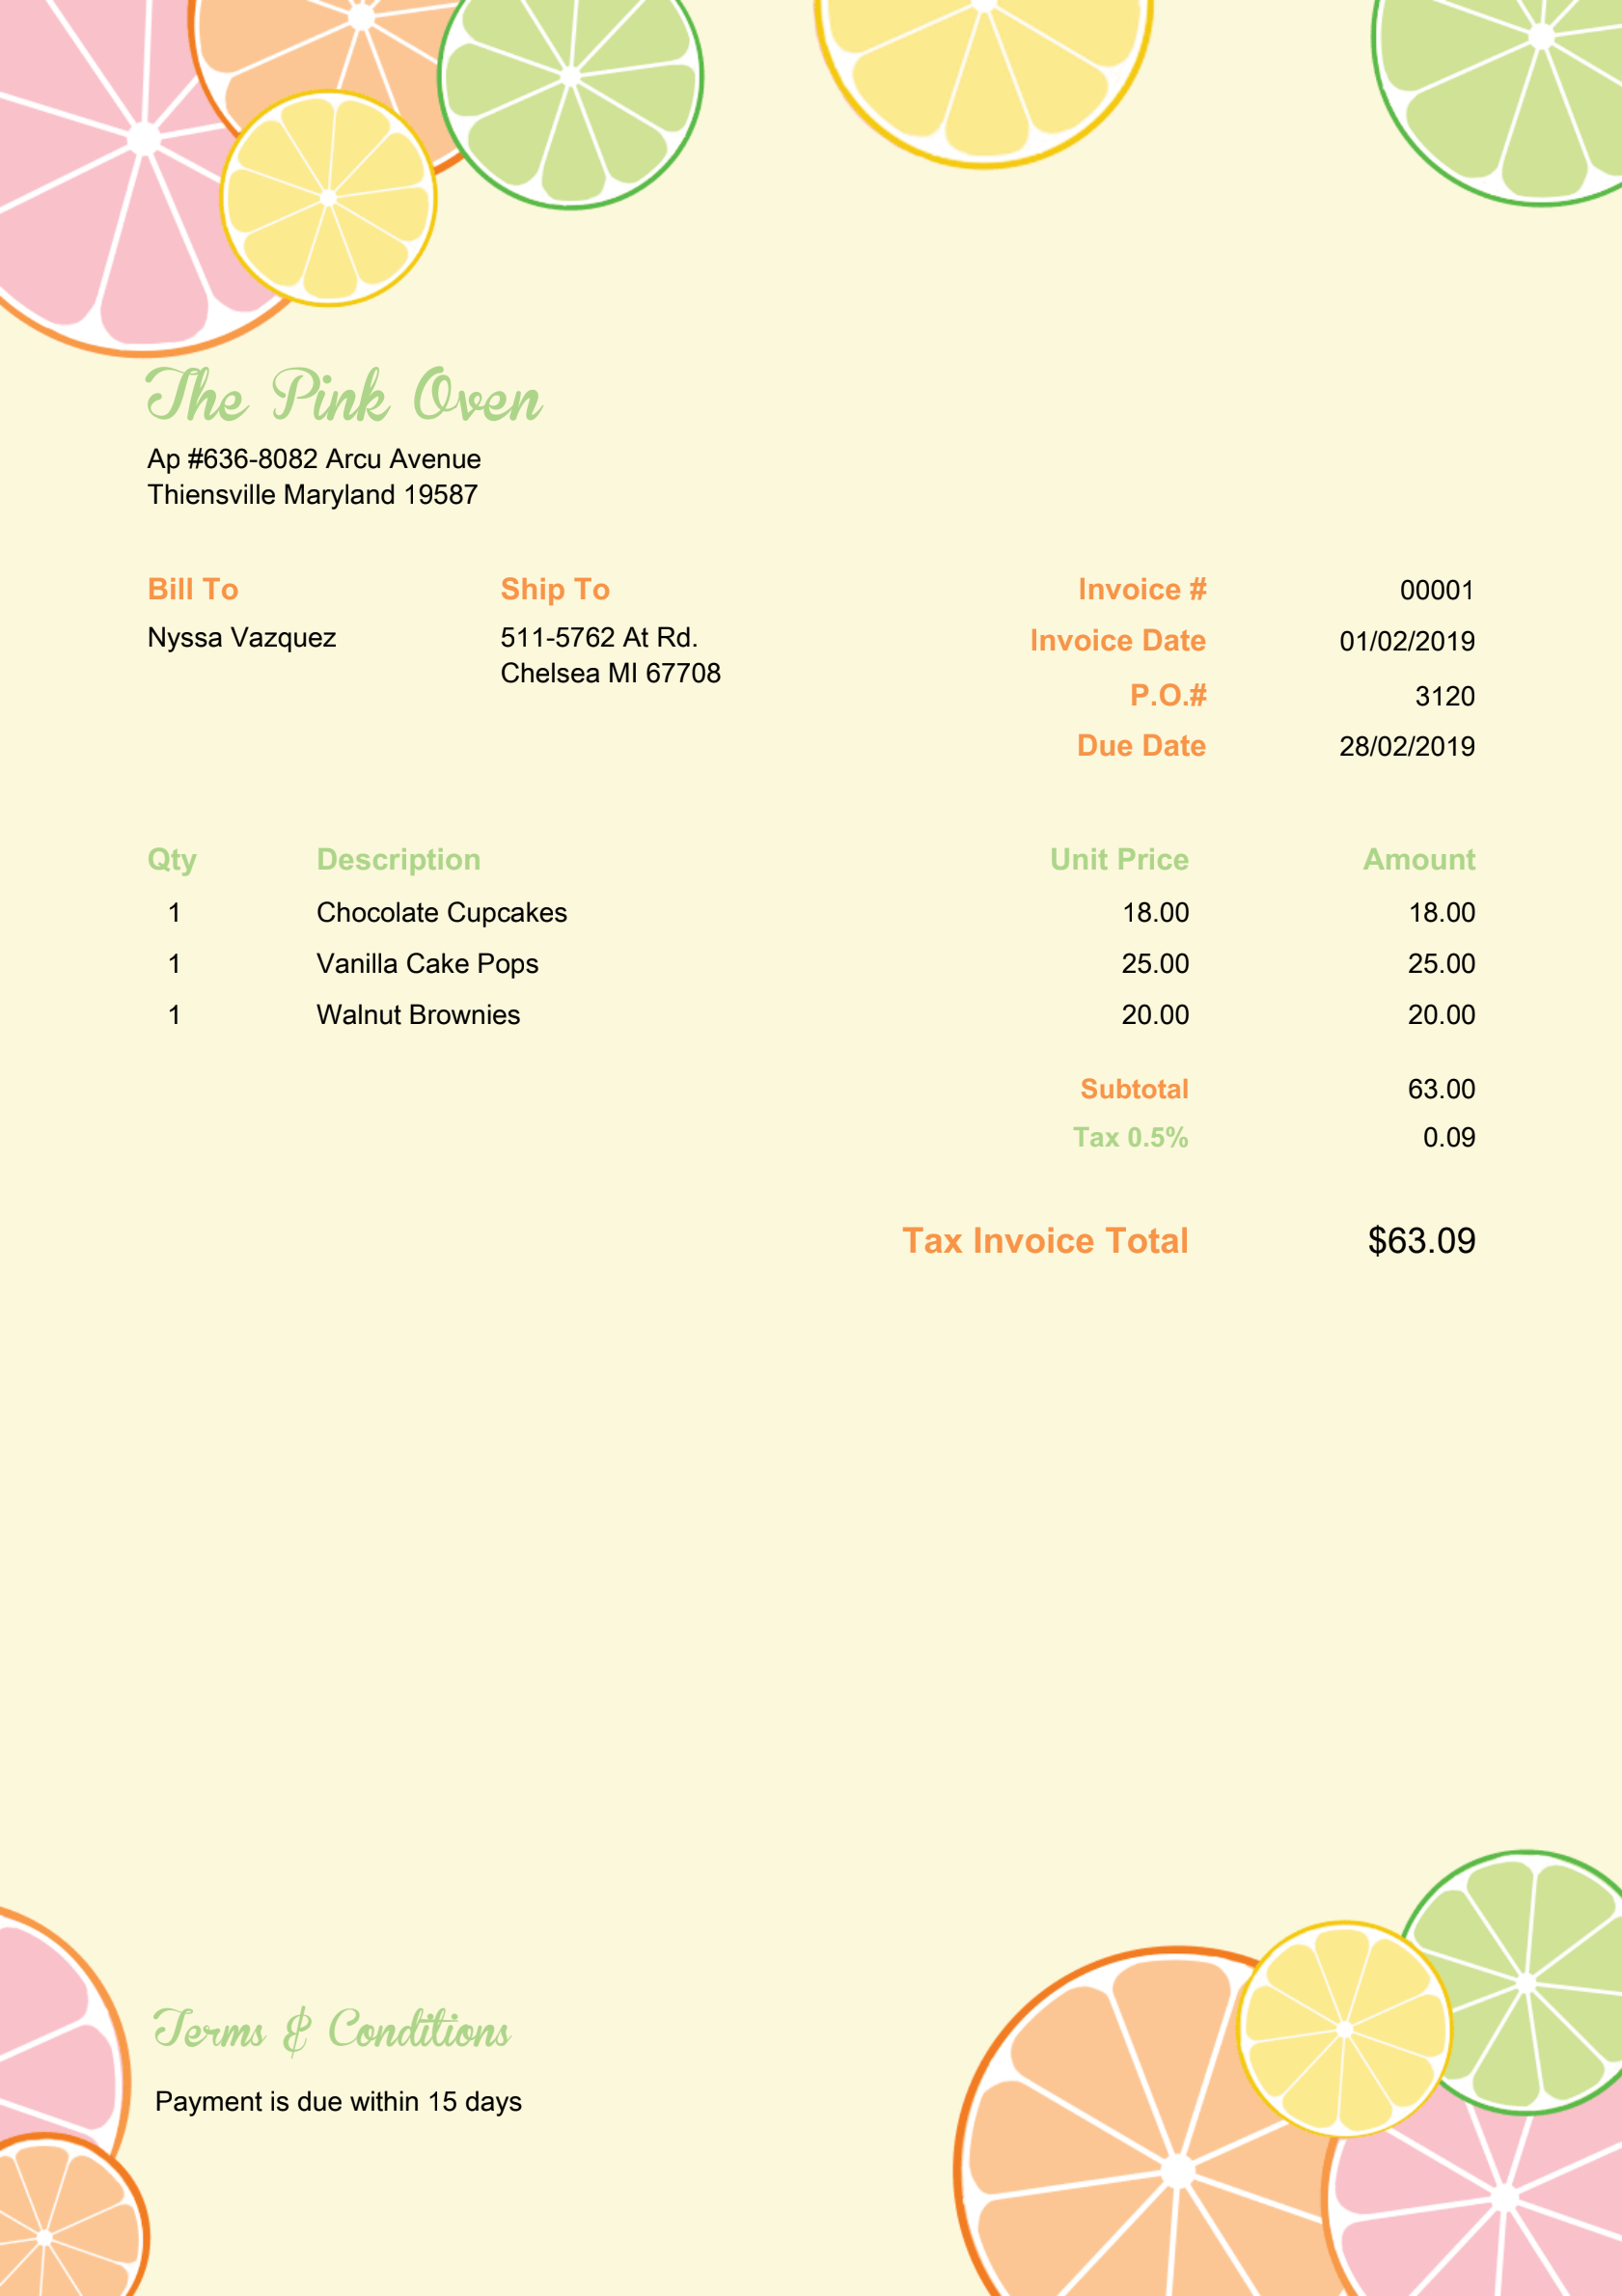 The Pink Oven
Ap #636-8082 Arcu Avenue
Thiensville Maryland 19587
Bill To
Nyssa Vazquez
Ship To
511-5762 At Rd.
Chelsea MI 67708
Invoice # 00001
Invoice Date 01/02/2019
P.O.# 3120
Due Date 28/02/2019
Qty Description Unit Price Amount
1 Chocolate Cupcakes 18.00 18.00
1 Vanilla Cake Pops 25.00 25.00
1 Walnut Brownies 20.00 20.00
Subtotal 63.00
Tax 0.5% 0.09
Tax Invoice Total $63.09
Terms & Conditions
Payment is due within 15 days